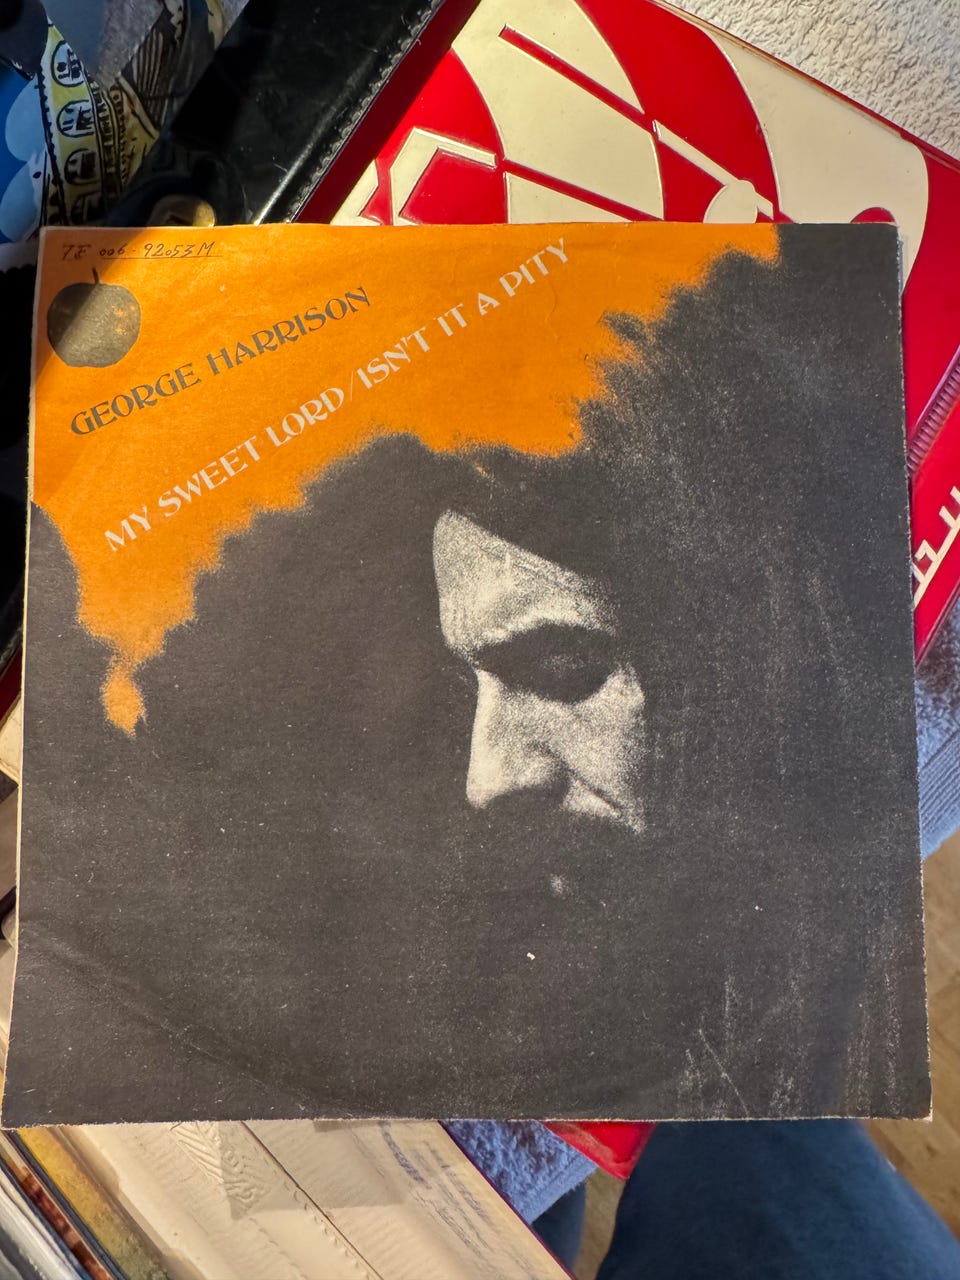 7E 006-92053M
GEORGE HARRISON
MY SWEET LORD/ISN'T IT A PITY